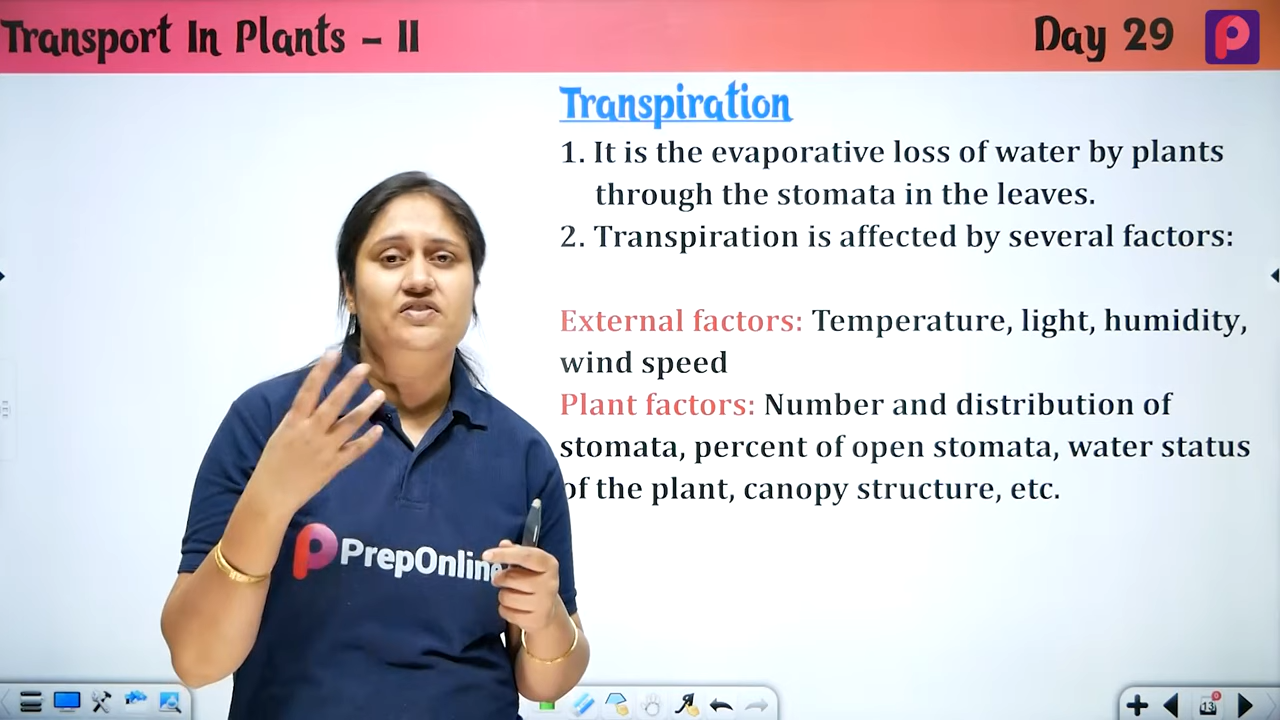 Transport In Plants – II
Day 29
Transpiration
1. It is the evaporative loss of water by plants
through the stomata in the leaves.
2. Transpiration is affected by several factors:
External factors: Temperature, light, humidity,
wind speed
Plant factors: Number and distribution of
stomata, percent of open stomata, water status
of the plant, canopy structure, etc.
PrepOnline
13